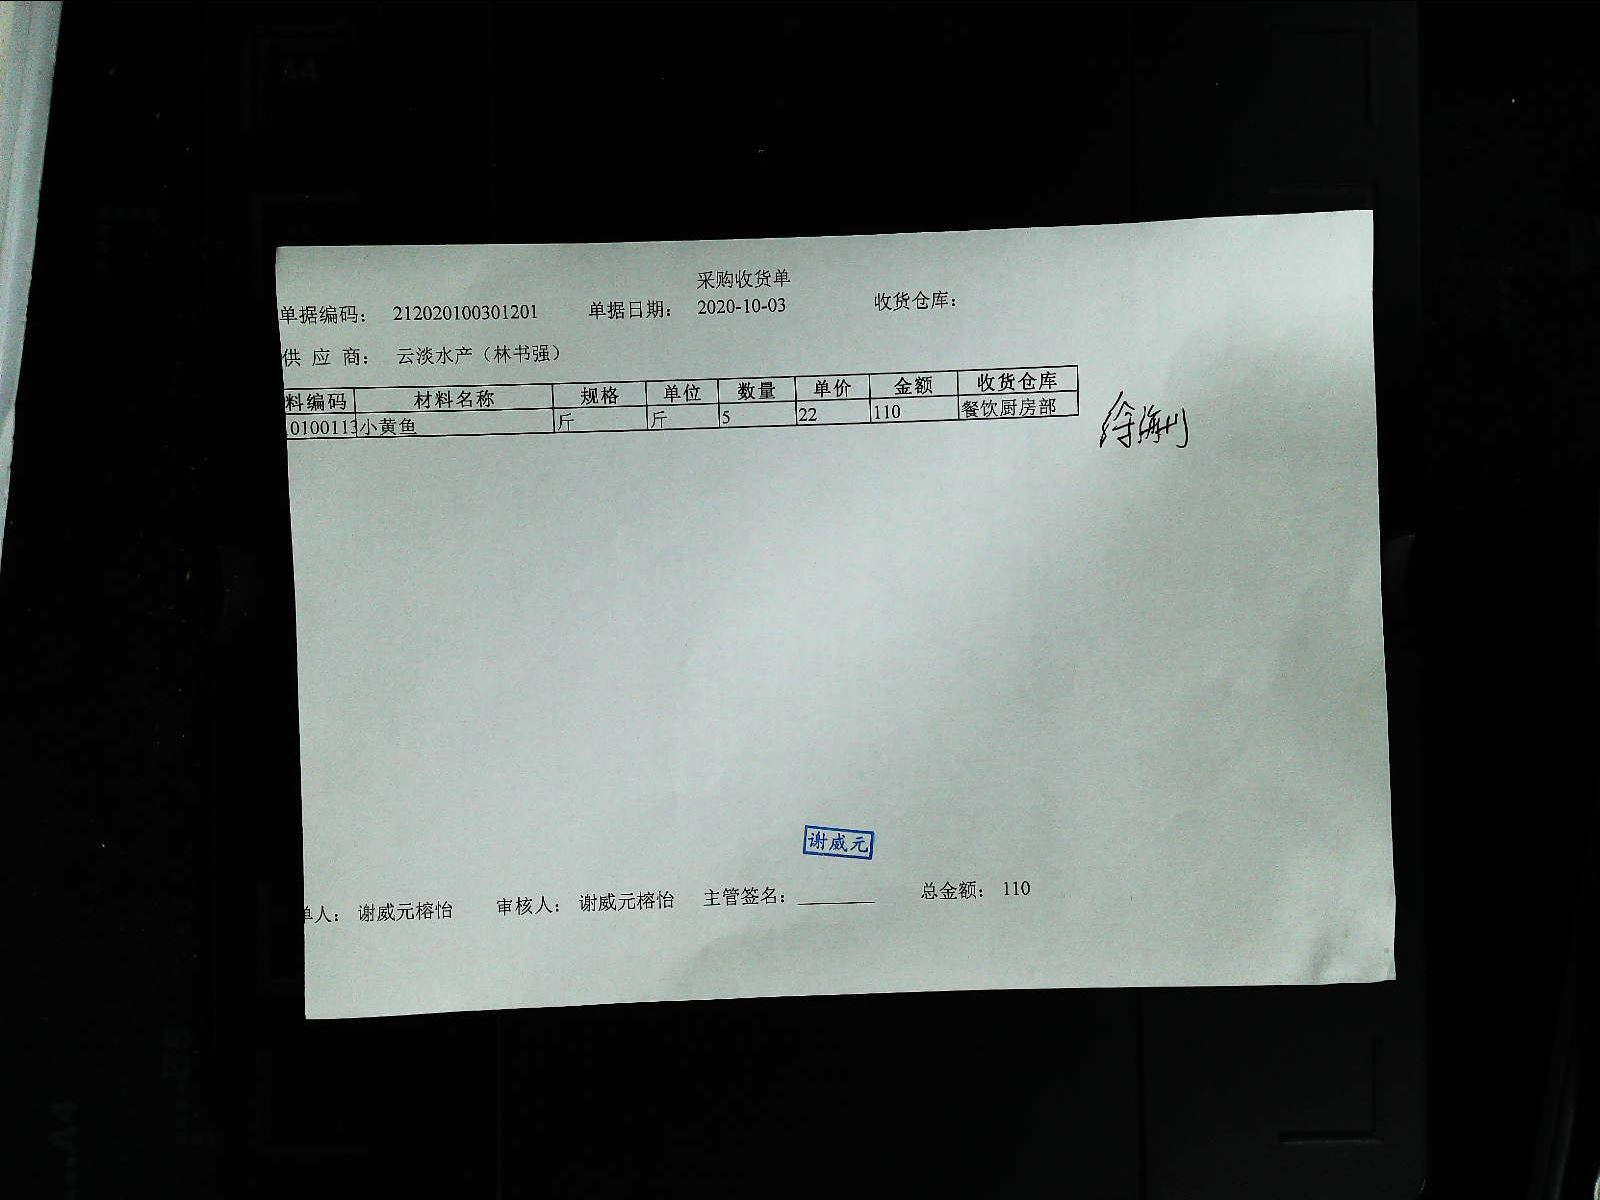 采购收货单
单据编码： 212020100301201 单据日期： 2020-10-03 收货仓库：
供 应 商： 云淡水产（林书强）
料编码 材料名称 规格 单位 数量 单价 金额 收货仓库
0100113 小黄鱼 斤 斤 5 22 110 餐饮厨房部
谢威元
单人： 谢威元榕怡 审核人： 谢威元榕怡 主管签名：________ 总金额： 110